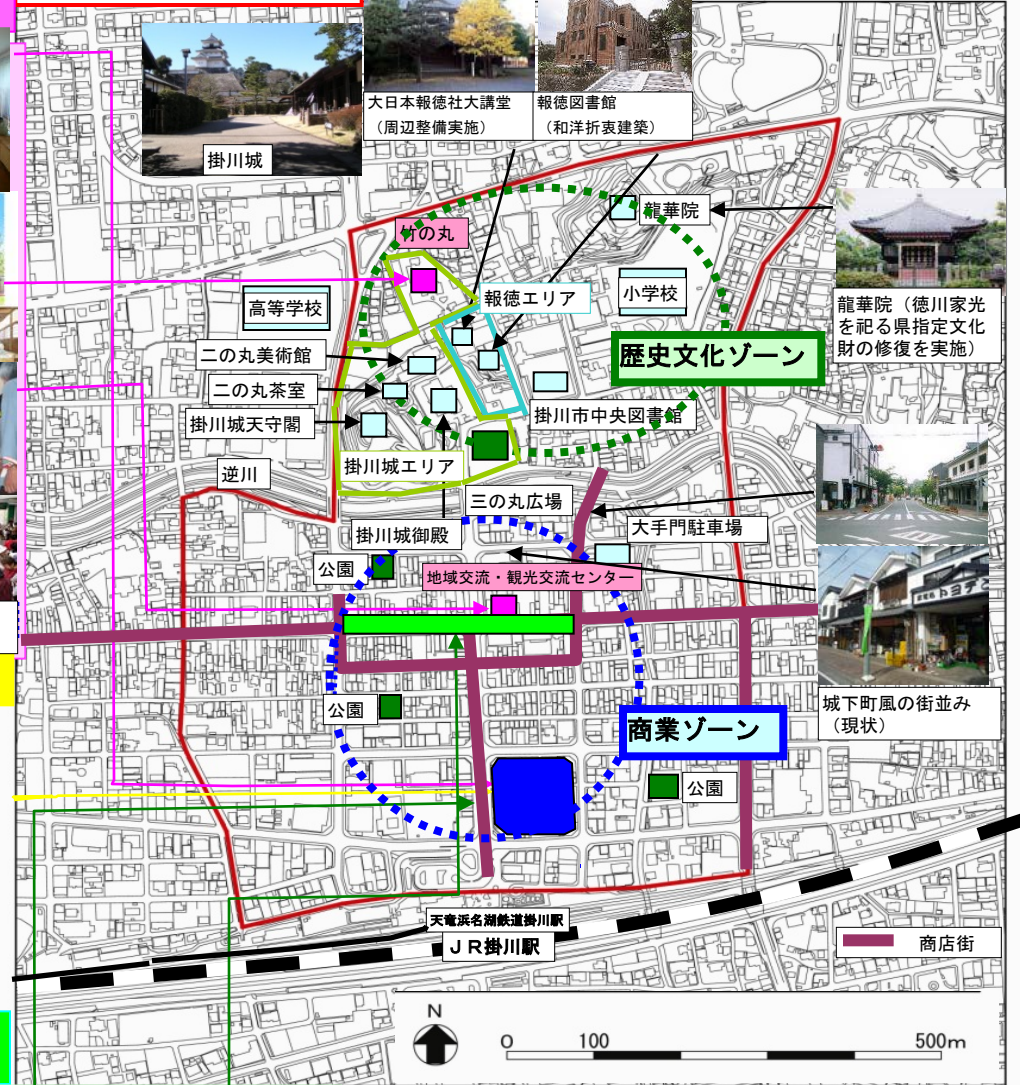 掛川城
大日本報徳社大講堂
（周辺整備実施）
報徳図書館
（和洋折衷建築）
竹の丸
龍華院
龍華院（徳川家光
を祀る県指定文化
財の修復を実施）
高等学校
報徳エリア
小学校
歴史文化ゾーン
二の丸美術館
二の丸茶室
掛川城天守閣
掛川市中央図書館
掛川城エリア
逆川
三の丸広場
掛川城御殿
大手門駐車場
公園
地域交流・観光交流センター
城下町風の街並み
（現状）
公園
商業ゾーン
公園
天竜浜名湖鉄道掛川駅
ＪＲ掛川駅
商店街
N
0 100 500m